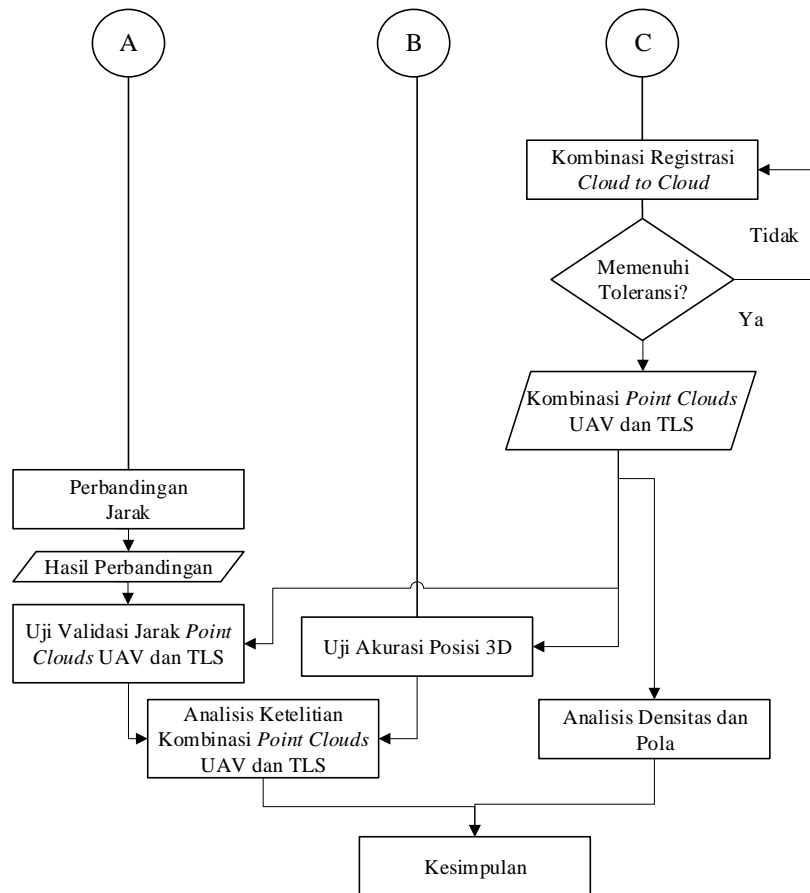 A
B
C
Kombinasi Registrasi
Cloud to Cloud
Tidak
Memenuhi
Toleransi?
Ya
Kombinasi Point Clouds
UAV dan TLS
Perbandingan
Jarak
Hasil Perbandingan
Uji Validasi Jarak Point
Clouds UAV dan TLS
Uji Akurasi Posisi 3D
Analisis Ketelitian
Kombinasi Point Clouds
UAV dan TLS
Analisis Densitas dan
Pola
Kesimpulan